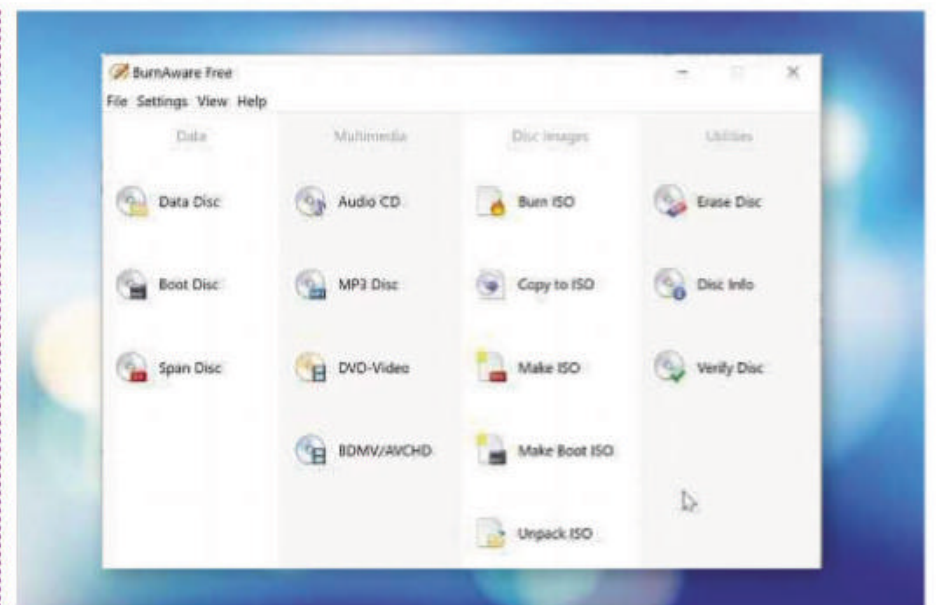 BurnAware Free
File Settings View Help
Data
Multimedia
Disc Images
Utilities
Data Disc
Audio CD
Burn ISO
Erase Disc
Boot Disc
MP3 Disc
Copy to ISO
Disc Info
Span Disc
DVD-Video
Make ISO
Verify Disc
BDMV/AVCHD
Make Boot ISO
Unpack ISO